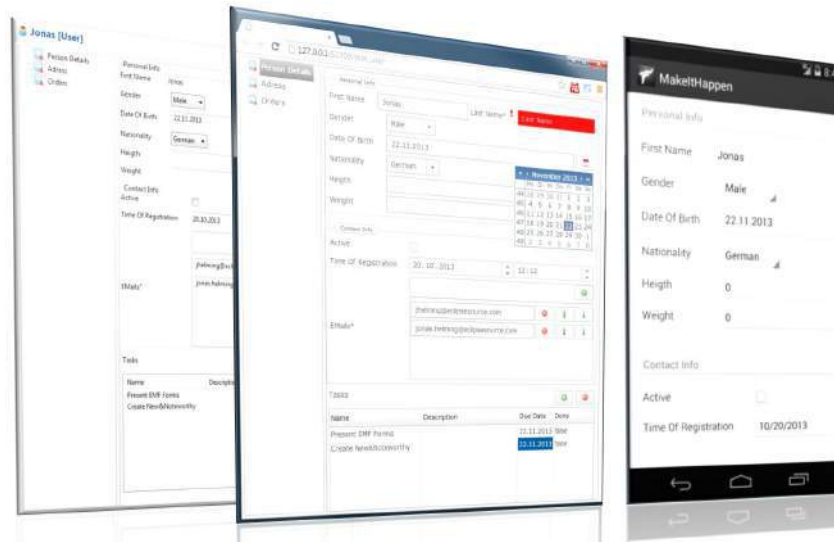 Jonas [User]
Person Details
Adress
Orders
Personal Info
First Name Jonas
Gender Male
Date Of Birth 22.11.2013
Nationality German
Heigth
Weight
Contact Info
Active
Time Of Registration 20.10.2013
EMails*
Tasks
Name
Present EMF Forms
Create New&Noteworthy
127.0.0.1
Person Details
Adress
Orders
Personal Info
First Name Jonas Last Name* Last Name
Gender Male
Date Of Birth 22.11.2013
Nationality German
Heigth
Weight
November 2013
Contact Info
Active
Time Of Registration 20.10.2013 12:12
jhelming@eclipsesource.com
EMails* jonas.helming@eclipsesource.com
Tasks
Name Description Due Date Done
Present EMF Forms 22.11.2013 false
Create New&Noteworthy 22.11.2013 false
MakeItHappen
Personal Info
First Name Jonas
Gender Male
Date Of Birth 22.11.2013
Nationality German
Heigth 0
Weight 0
Contact Info
Active
Time Of Registration 10/20/2013